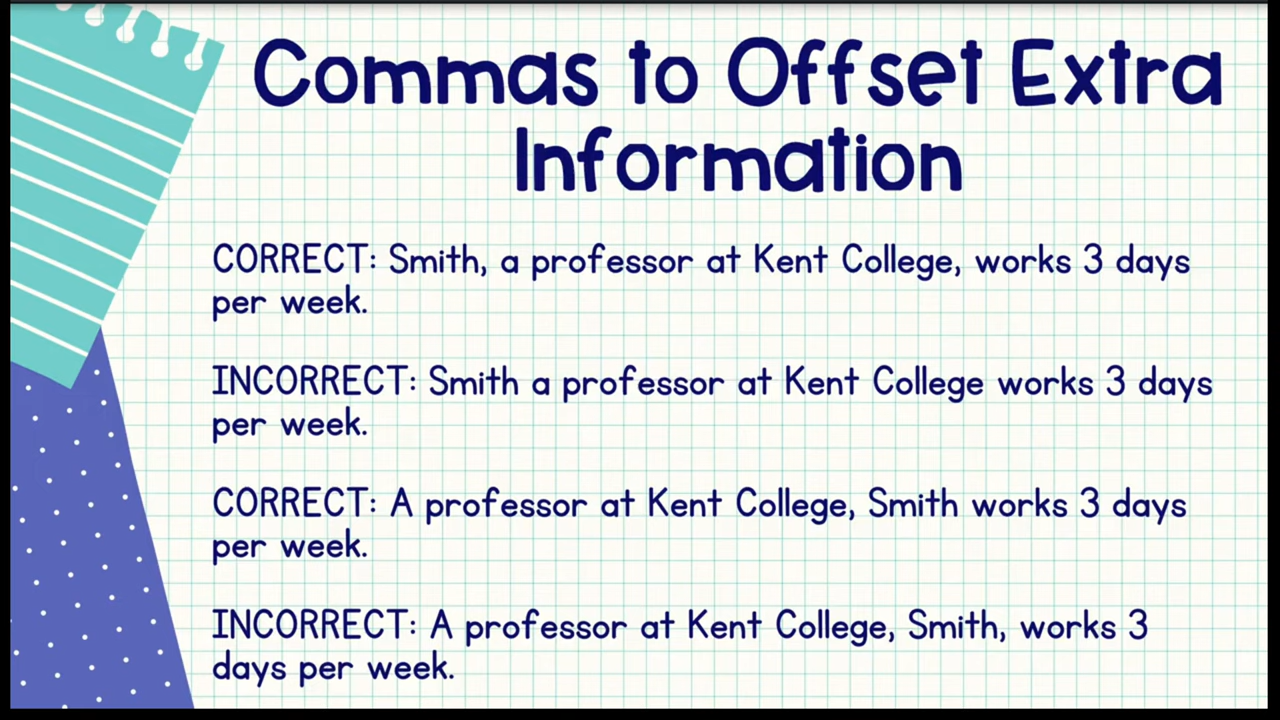 Commas to Offset Extra
Information
CORRECT: Smith, a professor at Kent College, works 3 days
per week.
INCORRECT: Smith a professor at Kent College works 3 days
per week.
CORRECT: A professor at Kent College, Smith works 3 days
per week.
INCORRECT: A professor at Kent College, Smith, works 3
days per week.